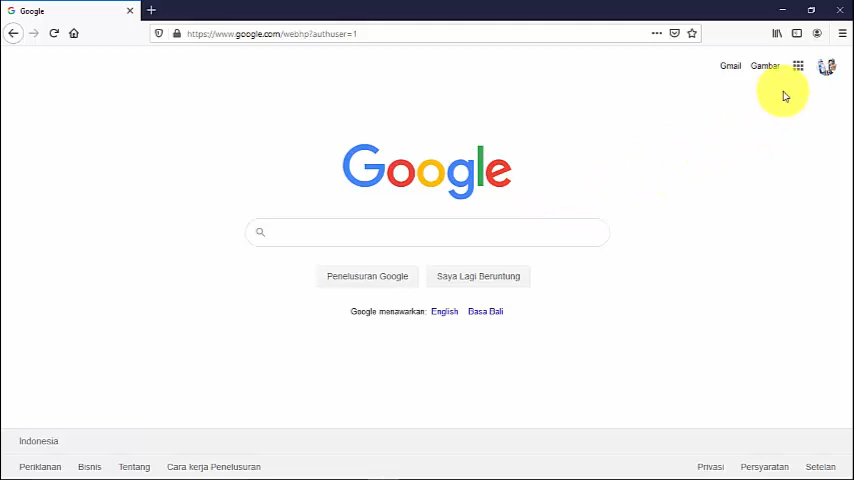 Google
https://www.google.com/webhp?authuser=1
Gmail Gambar
Google
Penelusuran Google Saya Lagi Beruntung
Google menawarkan: English Basa Bali
Indonesia
Periklanan Bisnis Tentang Cara kerja Penelusuran Privasi Persyaratan Setelan